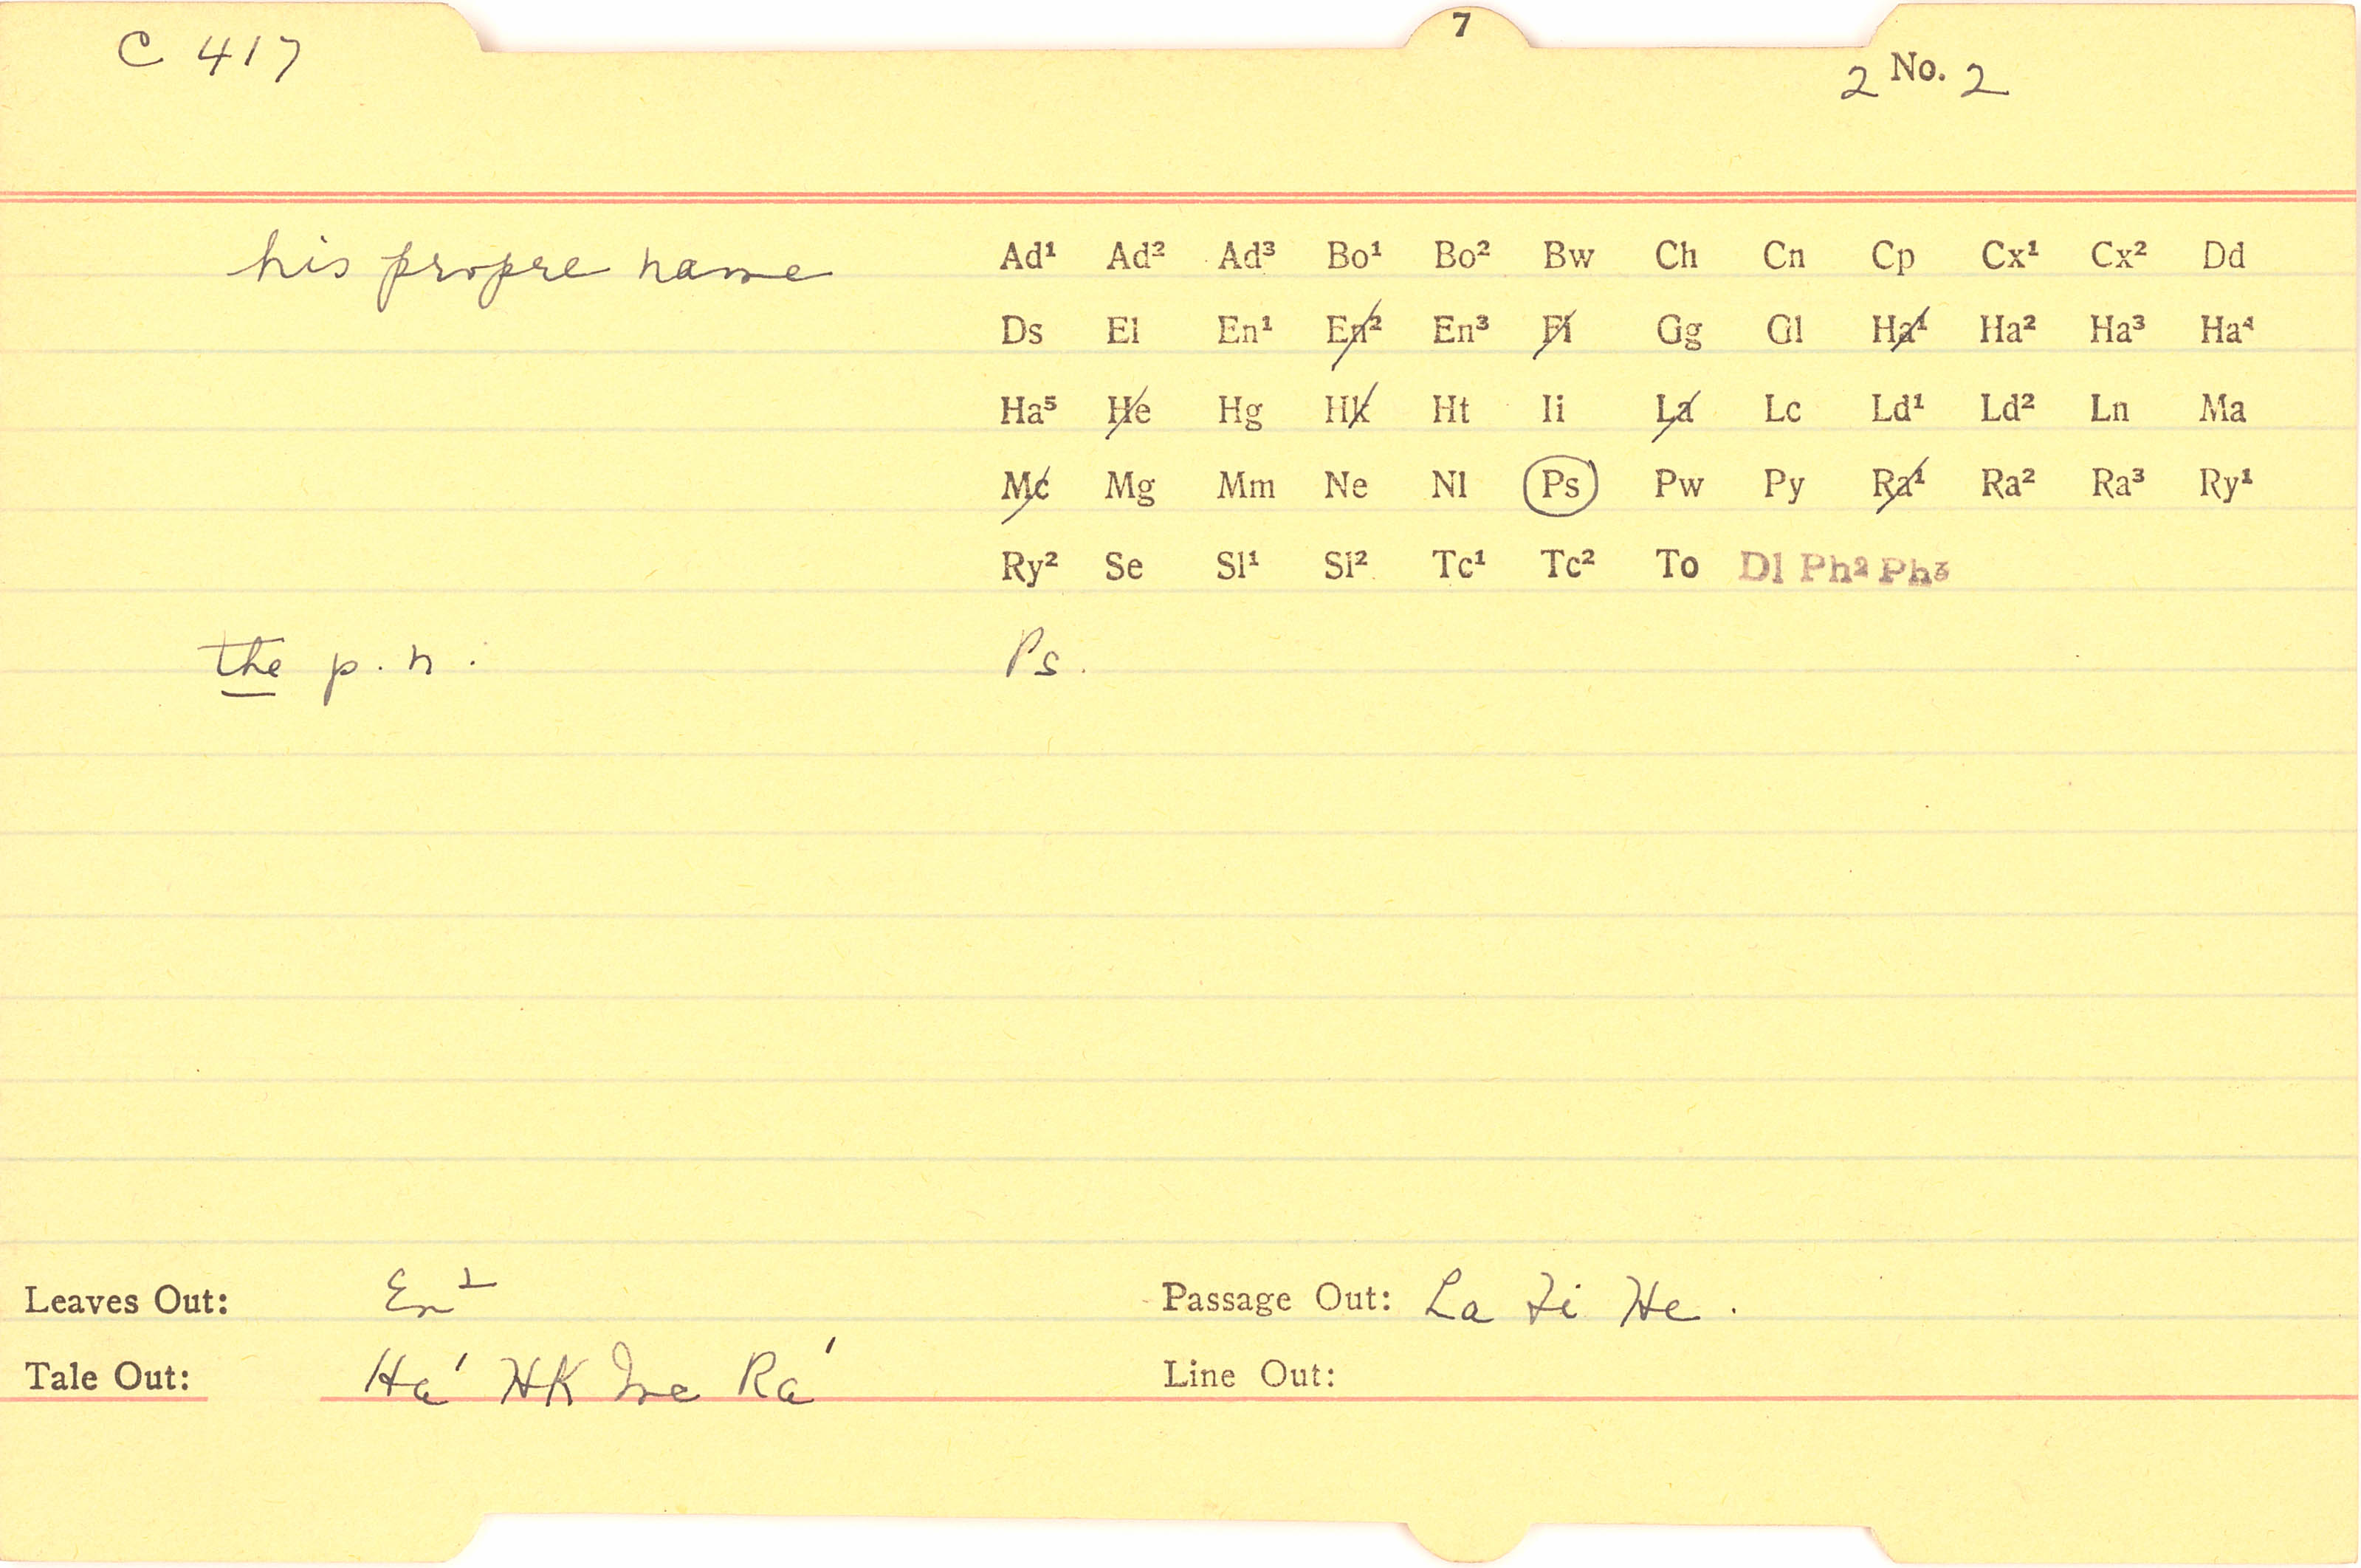 7
C 417
2 No. 2
his propre name
Ad¹ Ad² Ad³ Bo¹ Bo² Bw Ch Cn Cp Cx¹ Cx² Dd
Ds El En¹ En² En³ Fi Gg Gl Ha¹ Ha² Ha³ Ha⁴
Ha⁵ He Hg Hk Ht Ii La Lc Ld¹ Ld² Ln Ma
Mc Mg Mm Ne Nl Ps Pw Py Ra¹ Ra² Ra³ Ry¹
Ry² Se Sl¹ Sl² Tc¹ Tc² To Dl Ph² Ph³
the p. n. Ps.
Leaves Out: En² Passage Out: La Fi He.
Tale Out: Ha¹ HK Mc Ra¹ Line Out: